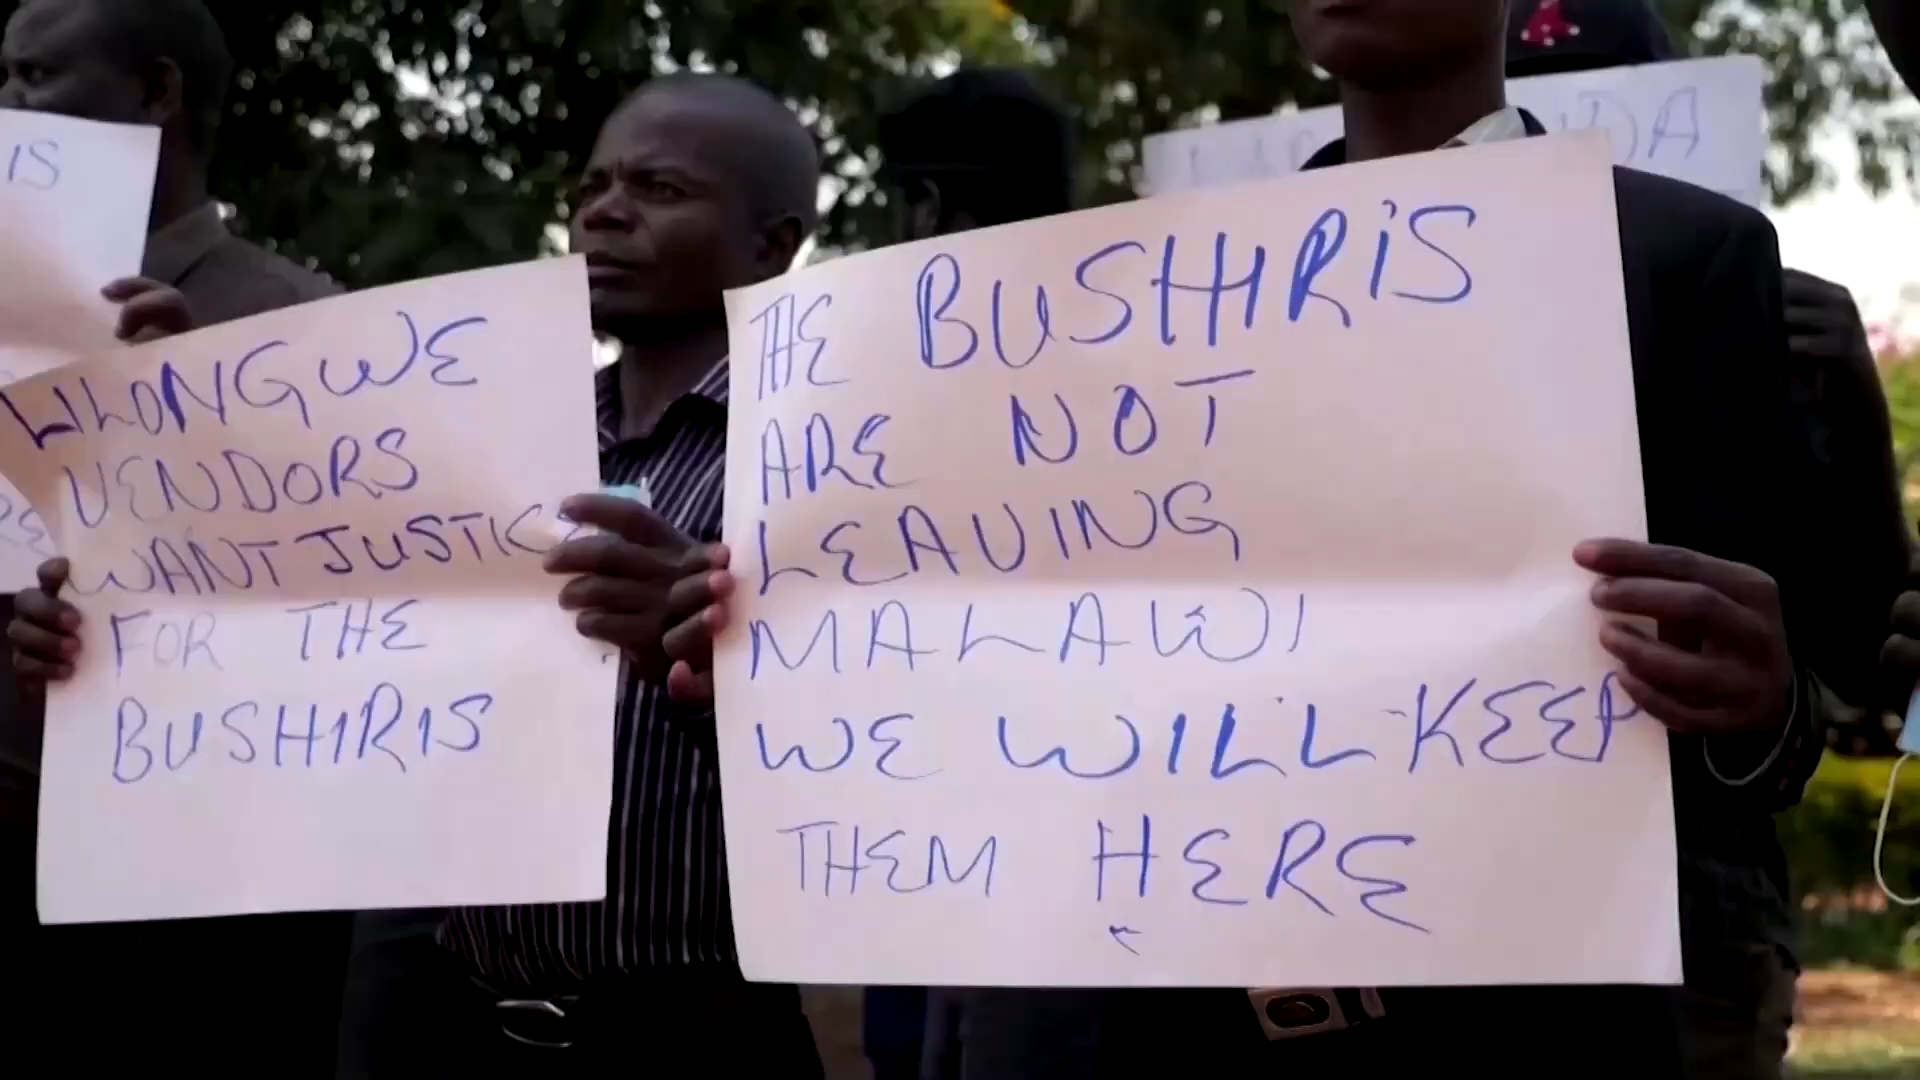 IS
LILONGWE
VENDORS
WANT JUSTICE
FOR THE
BUSHIRIS
THE BUSHIRIS
ARE NOT
LEAVING
MALAWI
WE WILL KEEP
THEM HERE